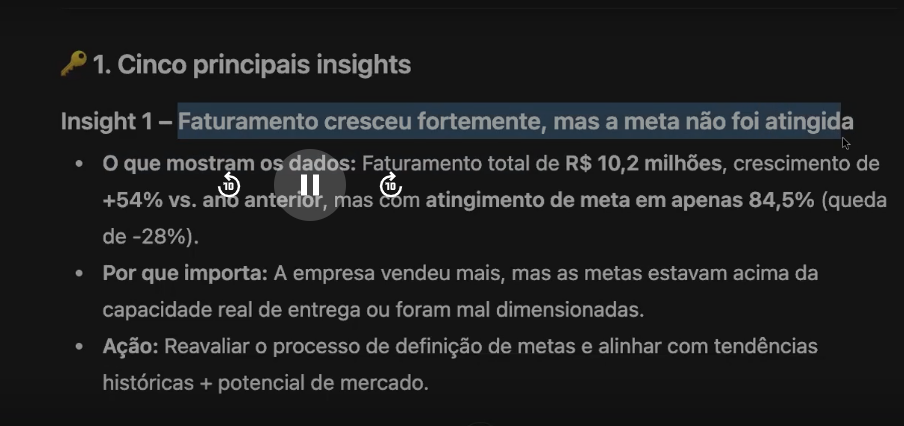 🔑 1. Cinco principais insights
Insight 1 – Faturamento cresceu fortemente, mas a meta não foi atingida
• O que mostram os dados: Faturamento total de R$ 10,2 milhões, crescimento de
+54% vs. ano anterior, mas com atingimento de meta em apenas 84,5% (queda
de -28%).
• Por que importa: A empresa vendeu mais, mas as metas estavam acima da
capacidade real de entrega ou foram mal dimensionadas.
• Ação: Reavaliar o processo de definição de metas e alinhar com tendências
históricas + potencial de mercado.
10
10